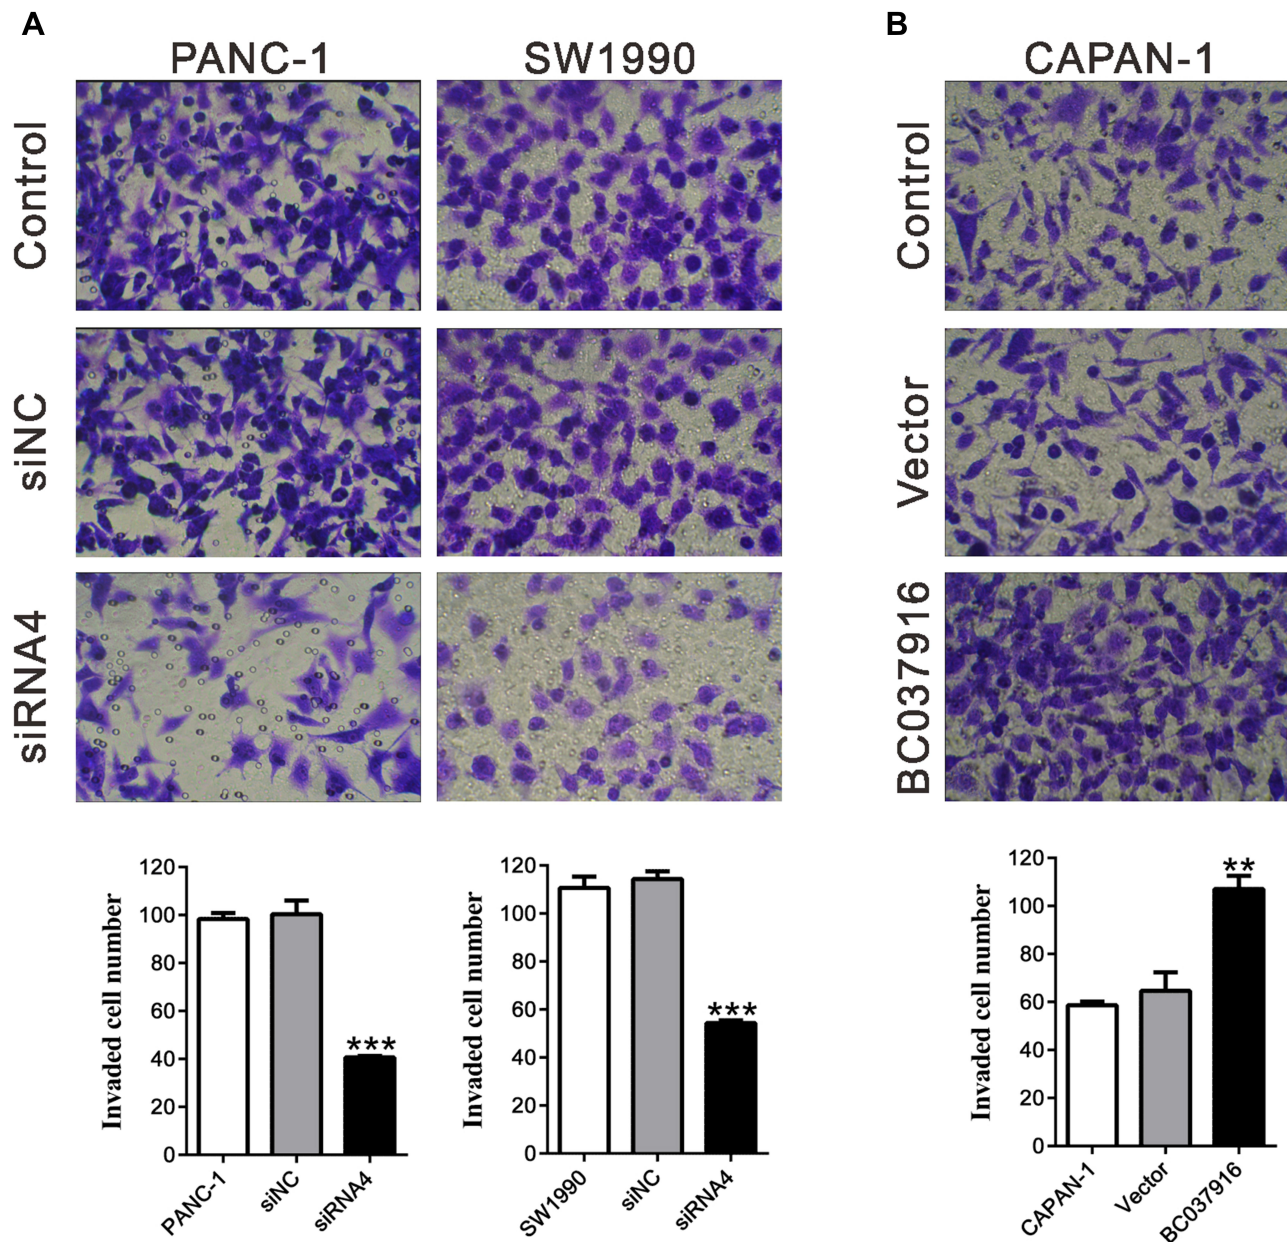 A
B
PANC-1
SW1990
CAPAN-1
Control
siNC
siRNA4
Control
Vector
BC037916
Invaded cell number
120
100
80
60
40
20
0
***
PANC-1
siNC
siRNA4
Invaded cell number
120
100
80
60
40
20
0
***
SW1990
siNC
siRNA4
Invaded cell number
120
100
80
60
40
20
0
**
CAPAN-1
Vector
BC037916